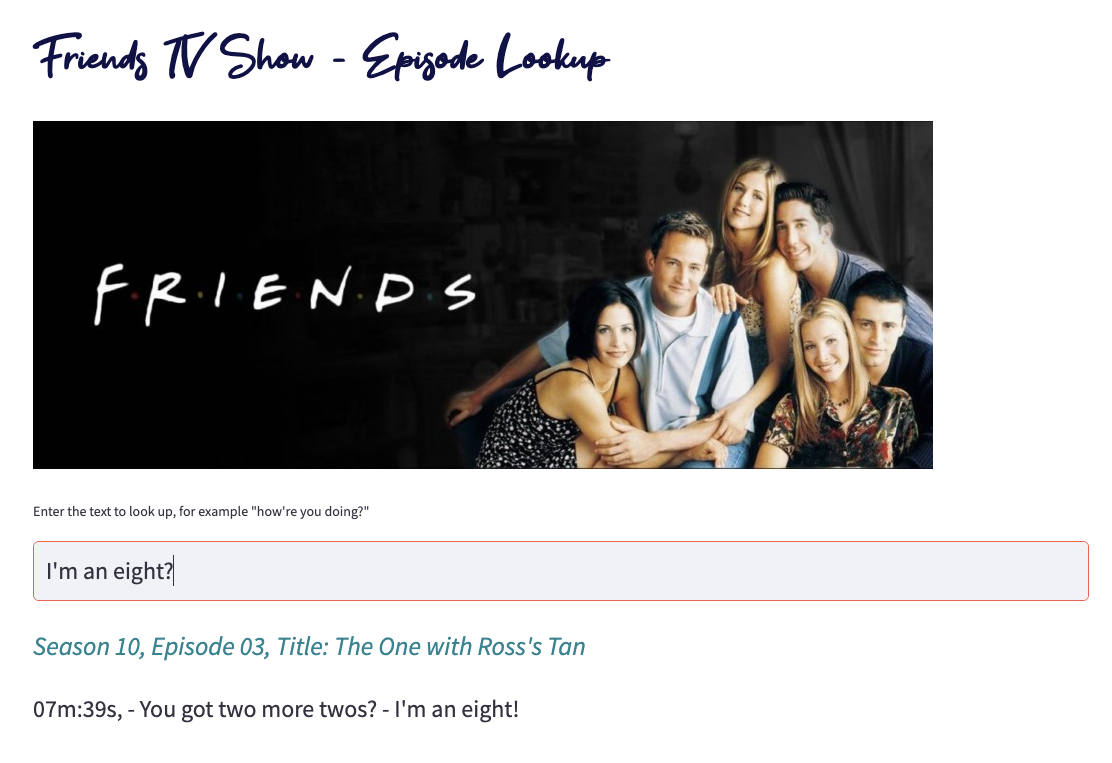 Friends TV Show - Episode Lookup
F·R·I·E·N·D·S
Enter the text to look up, for example "how're you doing?"
I'm an eight?
Season 10, Episode 03, Title: The One with Ross's Tan
07m:39s, - You got two more twos? - I'm an eight!